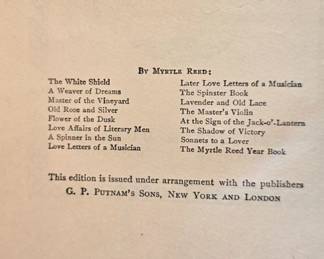 By Myrtle Reed:
The White Shield
A Weaver of Dreams
Master of the Vineyard
Old Rose and Silver
Flower of the Dusk
Love Affairs of Literary Men
A Spinner in the Sun
Love Letters of a Musician
Later Love Letters of a Musician
The Spinster Book
Lavender and Old Lace
The Master's Violin
At the Sign of the Jack-o'-Lantern
The Shadow of Victory
Sonnets to a Lover
The Myrtle Reed Year Book
This edition is issued under arrangement with the publishers
G. P. Putnam's Sons, New York and London